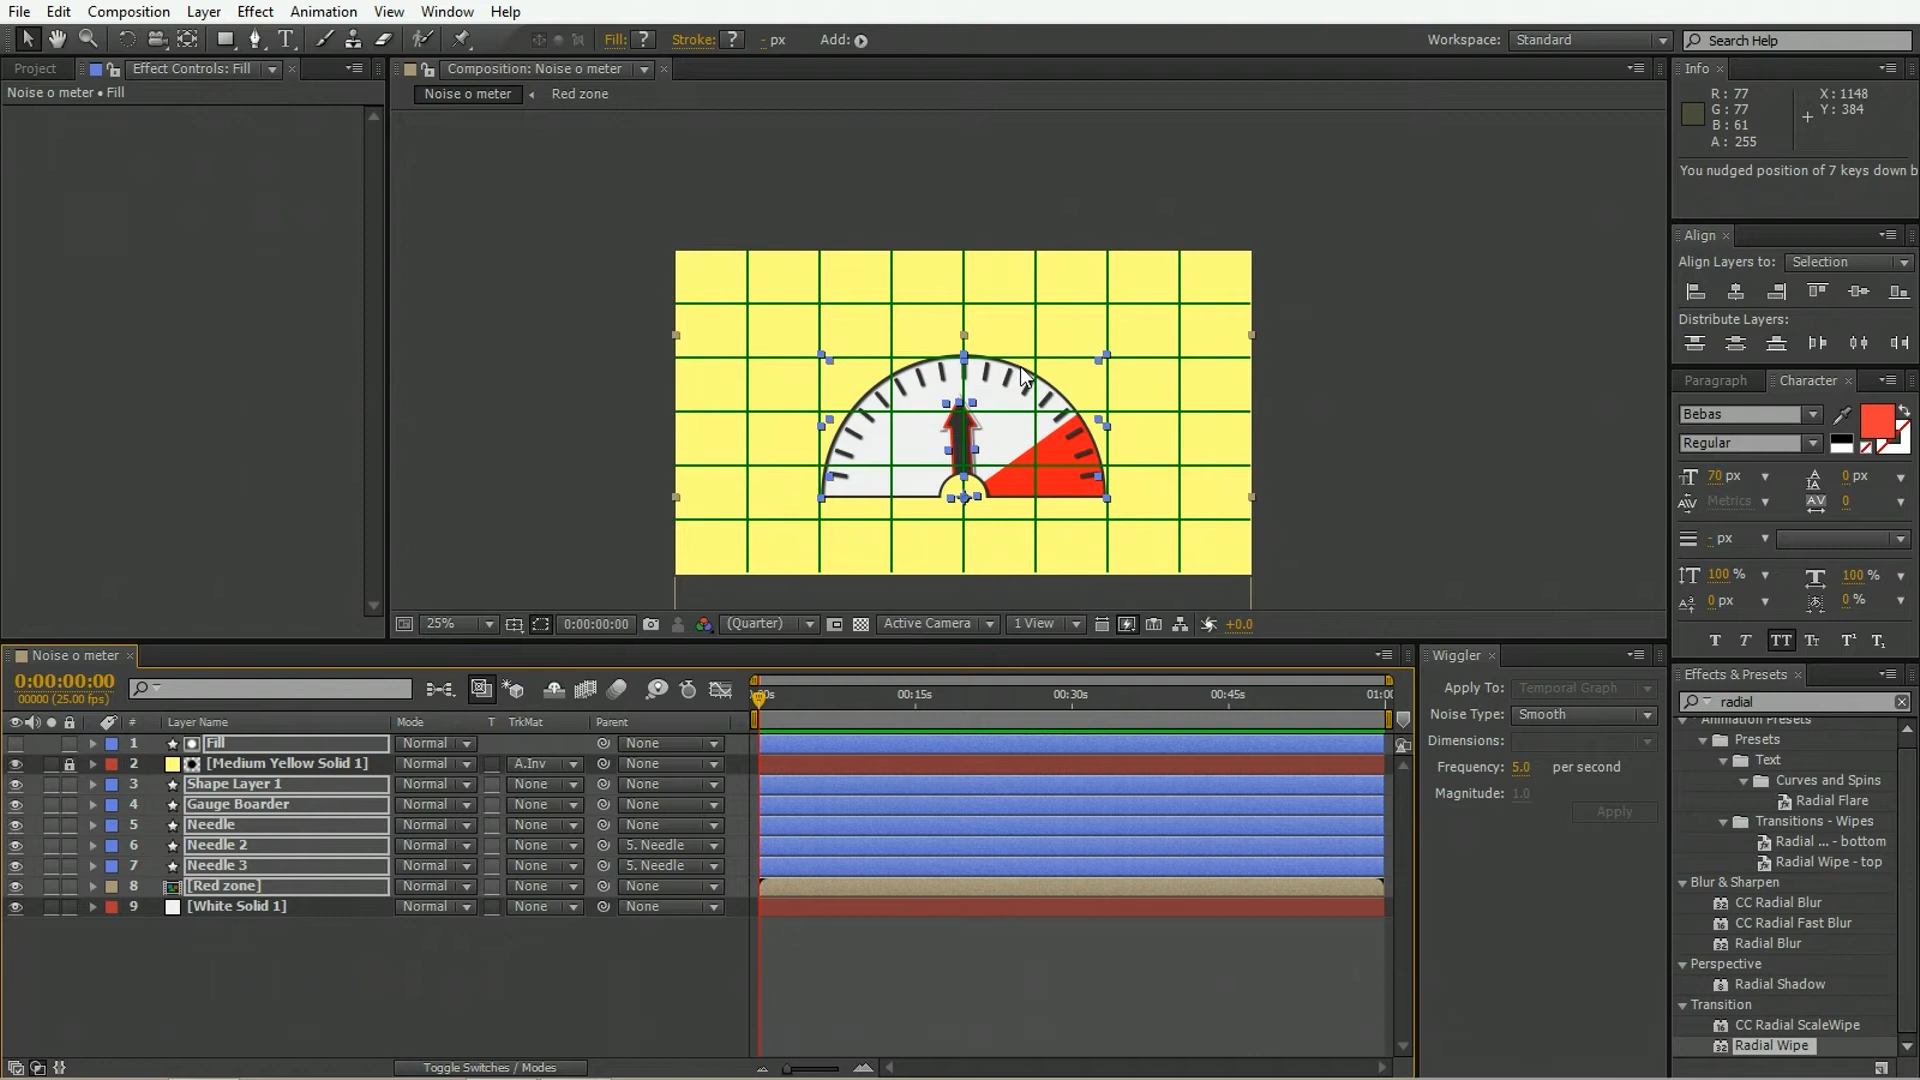 File Edit Composition Layer Effect Animation View Window Help
Fill: ? Stroke: ? - px Add:
Workspace: Standard
Search Help
Project
Effect Controls: Fill
Composition: Noise o meter
Info
Noise o meter • Fill
Noise o meter
Red zone
R: 77
G: 77
B: 61
A: 255
X: 1148
Y: 384
You nudged position of 7 keys down b
Align
Align Layers to: Selection
Distribute Layers:
Paragraph
Character
Bebas
Regular
70 px
0 px
Metrics
0
- px
100 %
100 %
0 px
0 %
T T TT Tt T¹ T₁
25%
0:00:00:00
(Quarter)
Active Camera
1 View
+0.0
Noise o meter
0:00:00:00
00000 (25.00 fps)
00:15s
00:30s
00:45s
# Layer Name Mode T TrkMat Parent
1 Fill Normal None
2 [Medium Yellow Solid 1] Normal A.Inv None
3 Shape Layer 1 Normal None None
4 Gauge Boarder Normal None None
5 Needle Normal None None
6 Needle 2 Normal None 5. Needle
7 Needle 3 Normal None 5. Needle
8 [Red zone] Normal None None
9 [White Solid 1] Normal None None
Toggle Switches / Modes
Wiggler
Apply To: Temporal Graph
Noise Type: Smooth
Dimensions:
Frequency: 5.0 per second
Magnitude: 1.0
Apply
Effects & Presets
radial
Animation Presets
Presets
Text
Curves and Spins
Radial Flare
Transitions - Wipes
Radial ... - bottom
Radial Wipe - top
Blur & Sharpen
CC Radial Blur
CC Radial Fast Blur
Radial Blur
Perspective
Radial Shadow
Transition
CC Radial ScaleWipe
Radial Wipe